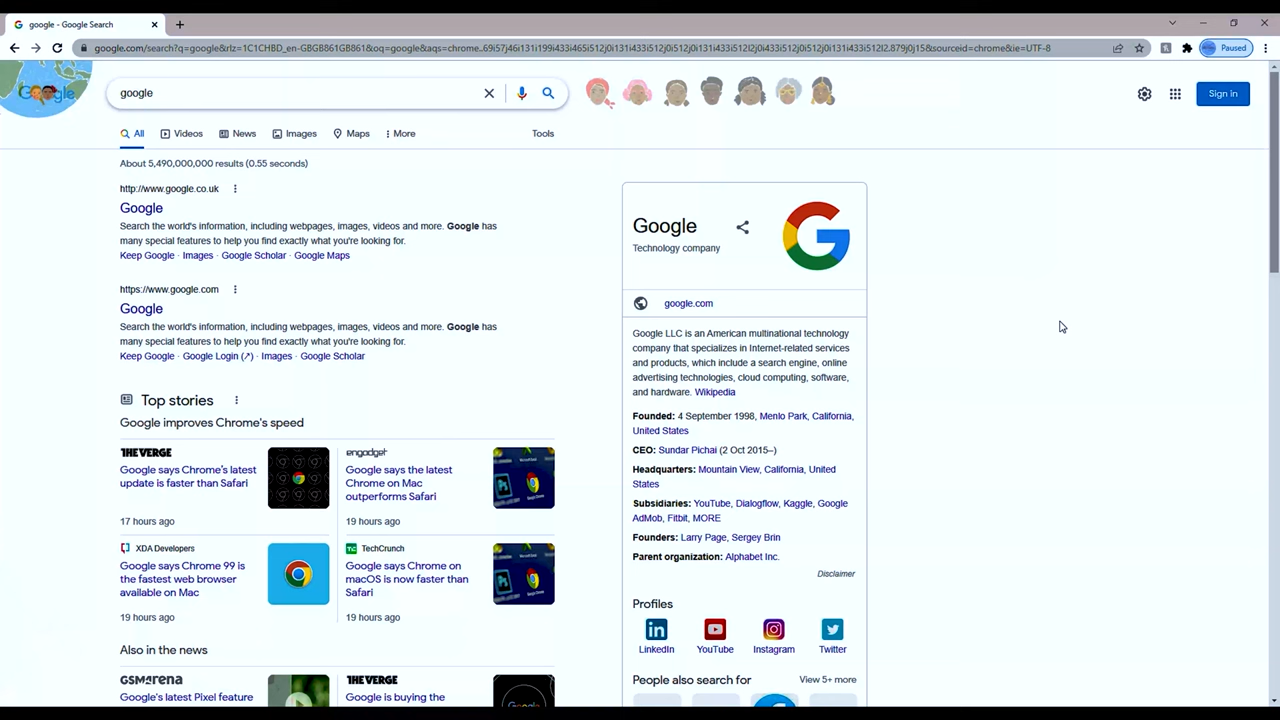 google - Google Search
google.com/search?q=google&rlz=1C1CHBD_en-GBGB861GB861&oq=google&aqs=chrome..69i57j46i131i199i433i465i512j0i131i433i512j0i512j0i131i433i512l2j0i433i512j0i131i433i512l2.879j0j15&sourceid=chrome&ie=UTF-8
Paused
Google
google
Sign in
All
Videos
News
Images
Maps
More
Tools
About 5,490,000,000 results (0.55 seconds)
http://www.google.co.uk
Google
Search the world's information, including webpages, images, videos and more. Google has
many special features to help you find exactly what you're looking for.
Keep Google · Images · Google Scholar · Google Maps
https://www.google.com
Google
Search the world's information, including webpages, images, videos and more. Google has
many special features to help you find exactly what you're looking for.
Keep Google · Google Login (↗) · Images · Google Scholar
Top stories
Google improves Chrome's speed
THE VERGE
Google says Chrome's latest
update is faster than Safari
17 hours ago
engadget
Google says the latest
Chrome on Mac
outperforms Safari
19 hours ago
XDA Developers
Google says Chrome 99 is
the fastest web browser
available on Mac
19 hours ago
TechCrunch
Google says Chrome on
macOS is now faster than
Safari
19 hours ago
Also in the news
GSMArena
Google's latest Pixel feature
THE VERGE
Google is buying the
Google
Technology company
google.com
Google LLC is an American multinational technology
company that specializes in Internet-related services
and products, which include a search engine, online
advertising technologies, cloud computing, software,
and hardware. Wikipedia
Founded: 4 September 1998, Menlo Park, California,
United States
CEO: Sundar Pichai (2 Oct 2015–)
Headquarters: Mountain View, California, United
States
Subsidiaries: YouTube, Dialogflow, Kaggle, Google
AdMob, Fitbit, MORE
Founders: Larry Page, Sergey Brin
Parent organization: Alphabet Inc.
Disclaimer
Profiles
LinkedIn
YouTube
Instagram
Twitter
People also search for
View 5+ more